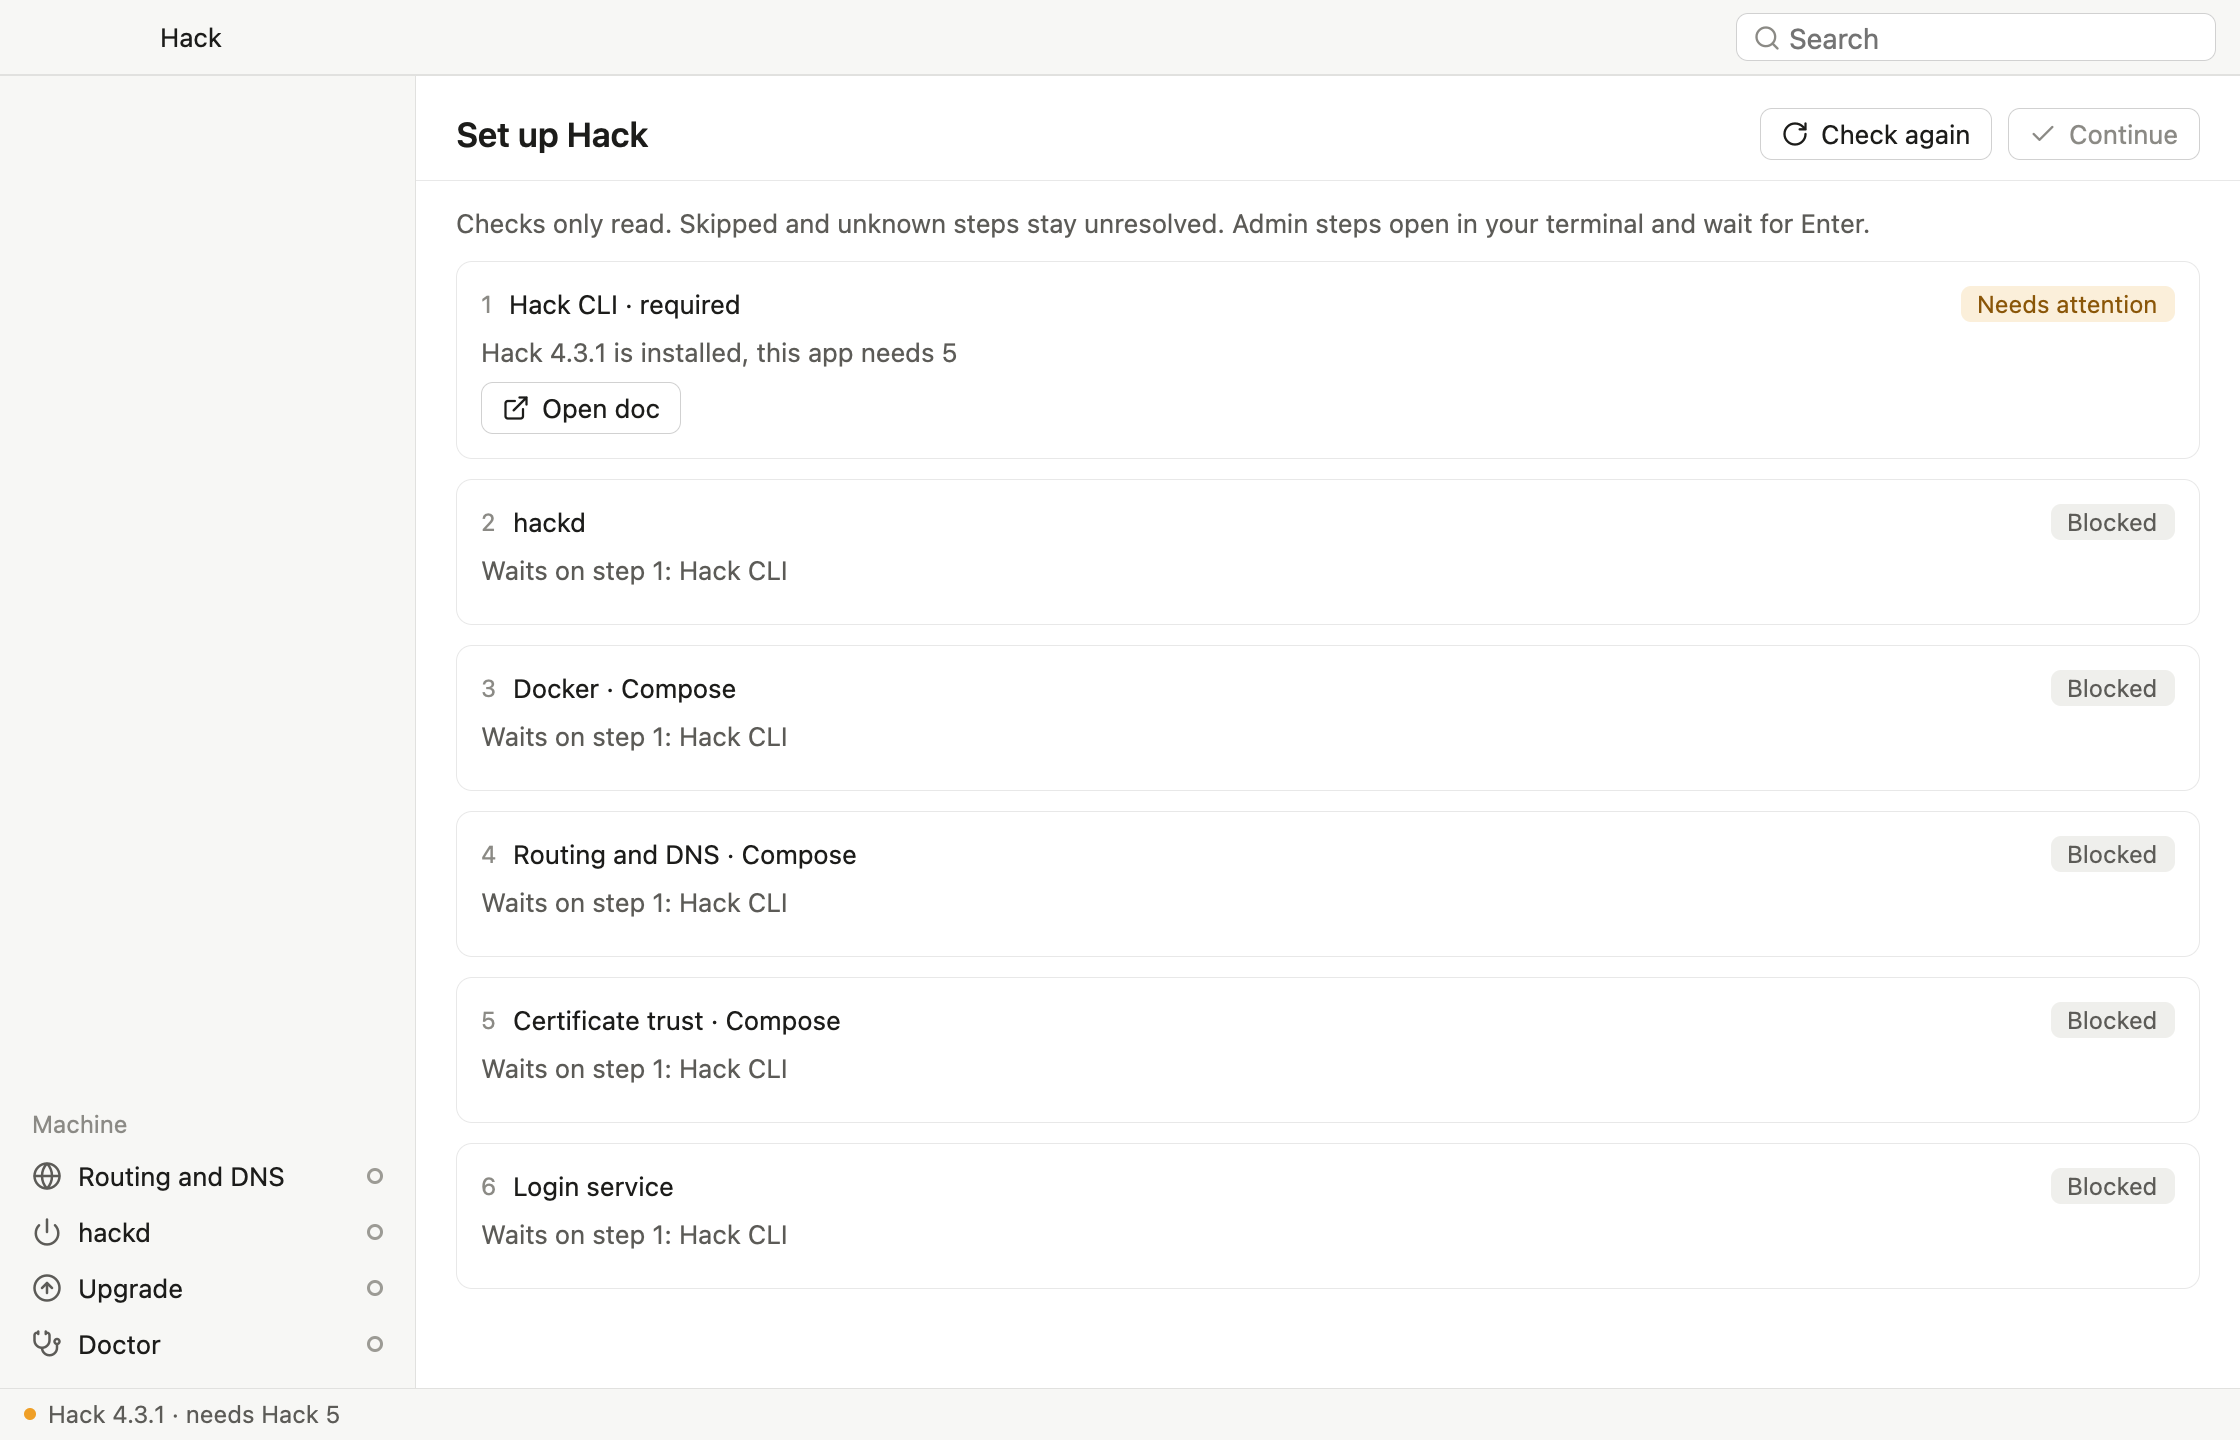 Hack
Search
Set up Hack
Check again
Continue
Checks only read. Skipped and unknown steps stay unresolved. Admin steps open in your terminal and wait for Enter.
1 Hack CLI · required
Needs attention
Hack 4.3.1 is installed, this app needs 5
Open doc
2 hackd
Blocked
Waits on step 1: Hack CLI
3 Docker · Compose
Blocked
Waits on step 1: Hack CLI
4 Routing and DNS · Compose
Blocked
Waits on step 1: Hack CLI
5 Certificate trust · Compose
Blocked
Waits on step 1: Hack CLI
6 Login service
Blocked
Waits on step 1: Hack CLI
Machine
Routing and DNS
hackd
Upgrade
Doctor
Hack 4.3.1 · needs Hack 5